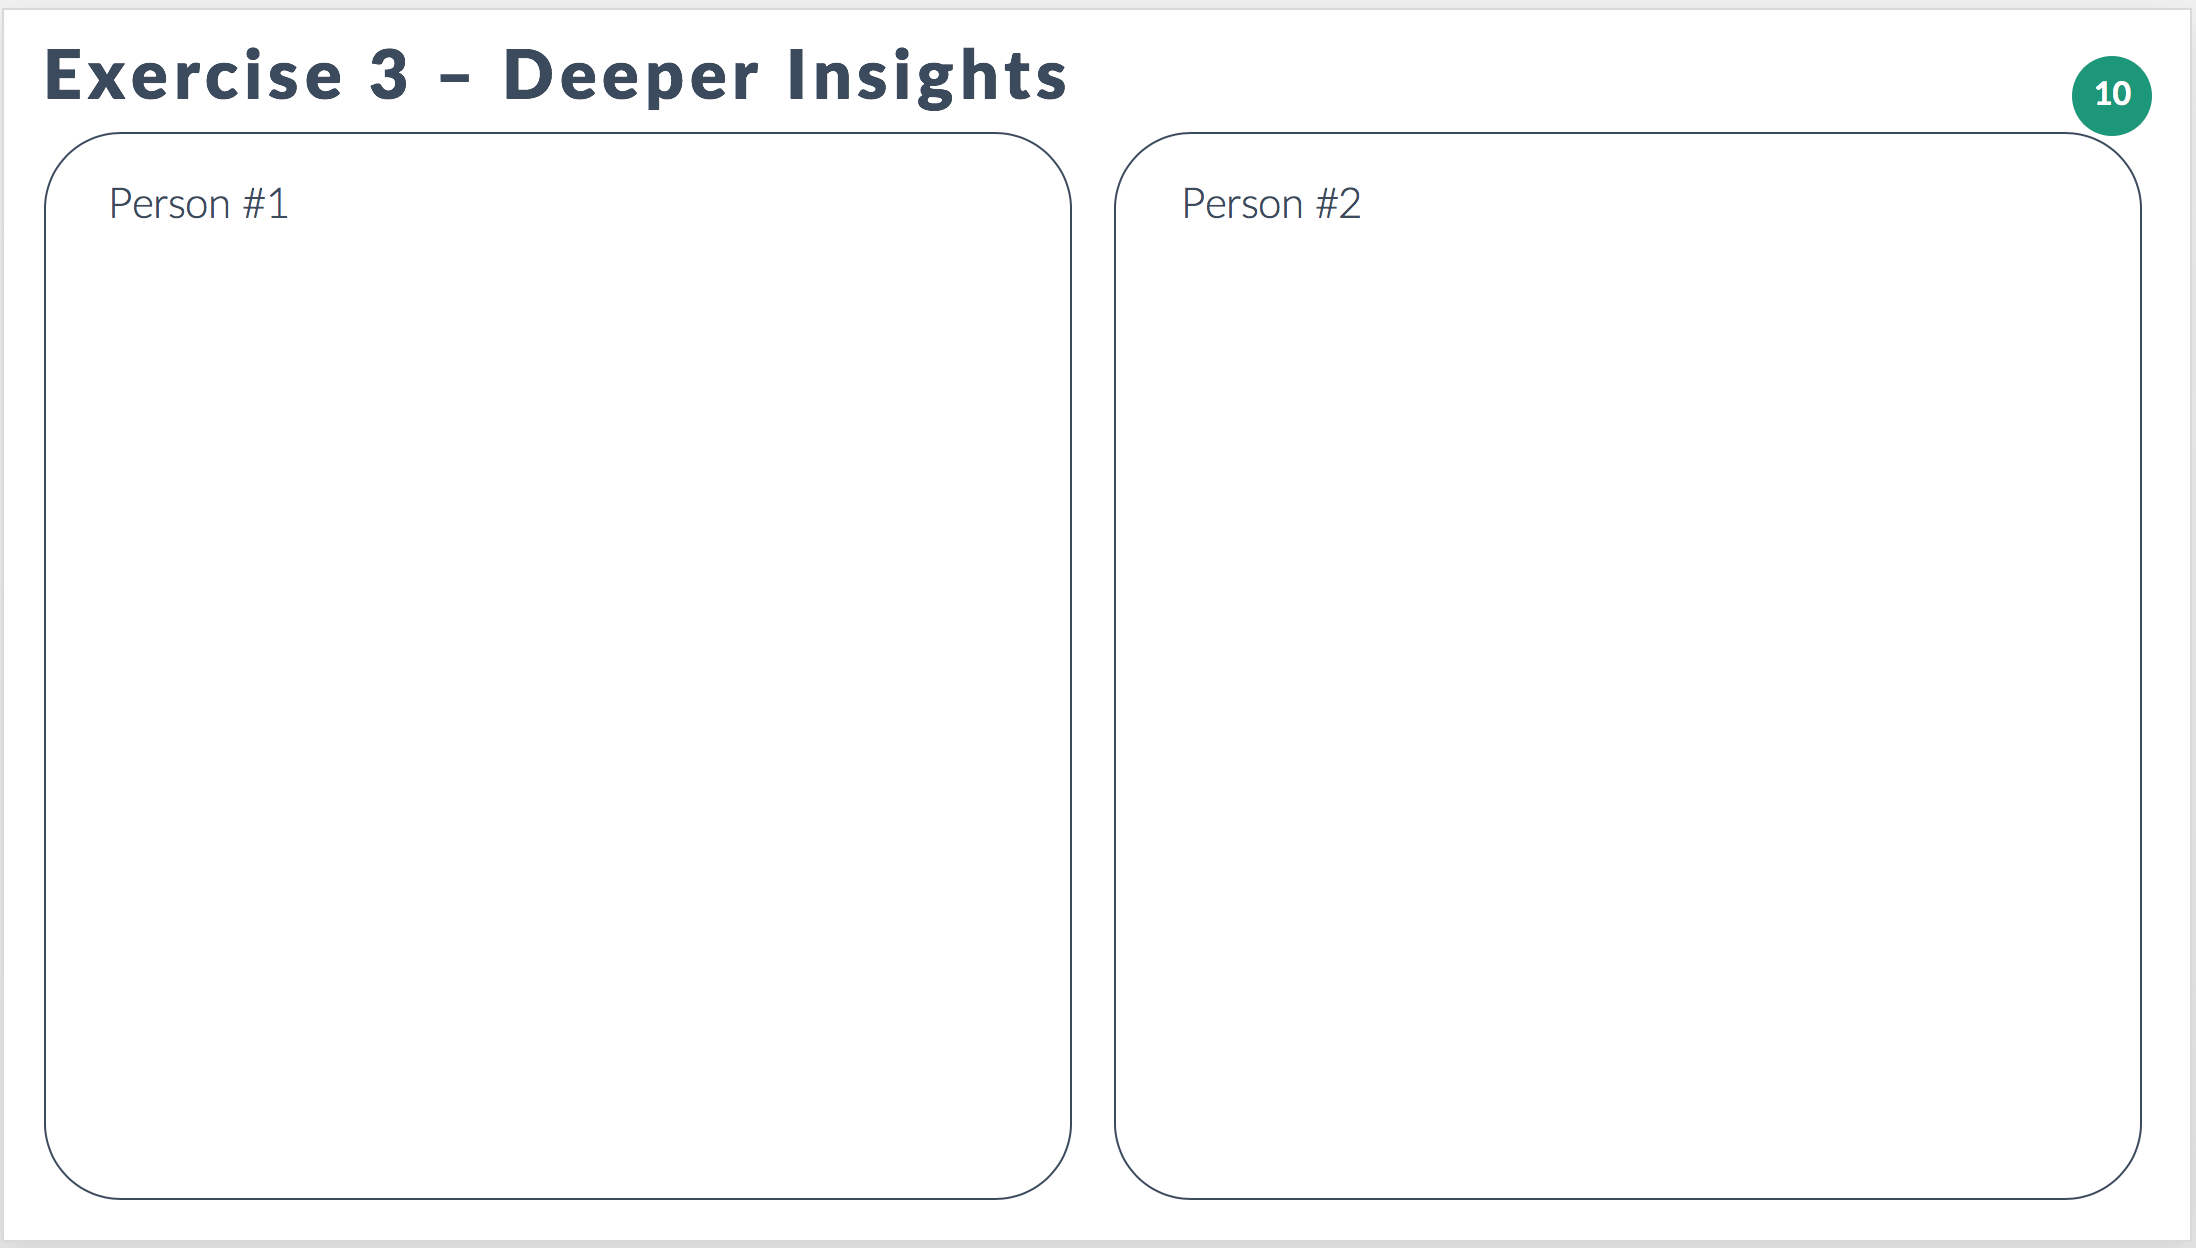 Exercise 3 – Deeper Insights
10
Person #1
Person #2